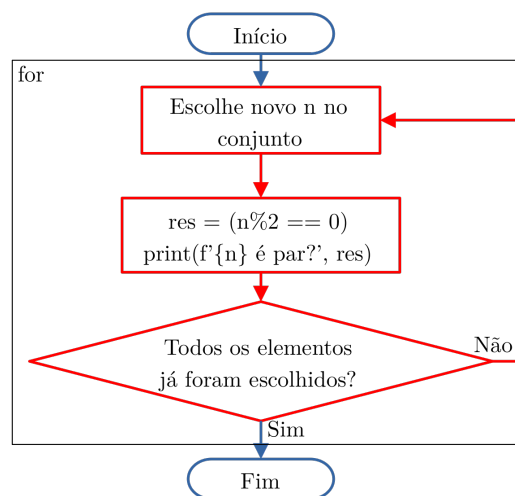 Início
for
Escolhe novo n no
conjunto
res = (n%2 == 0)
print(f'{n} é par?', res)
Todos os elementos
já foram escolhidos?
Não
Sim
Fim